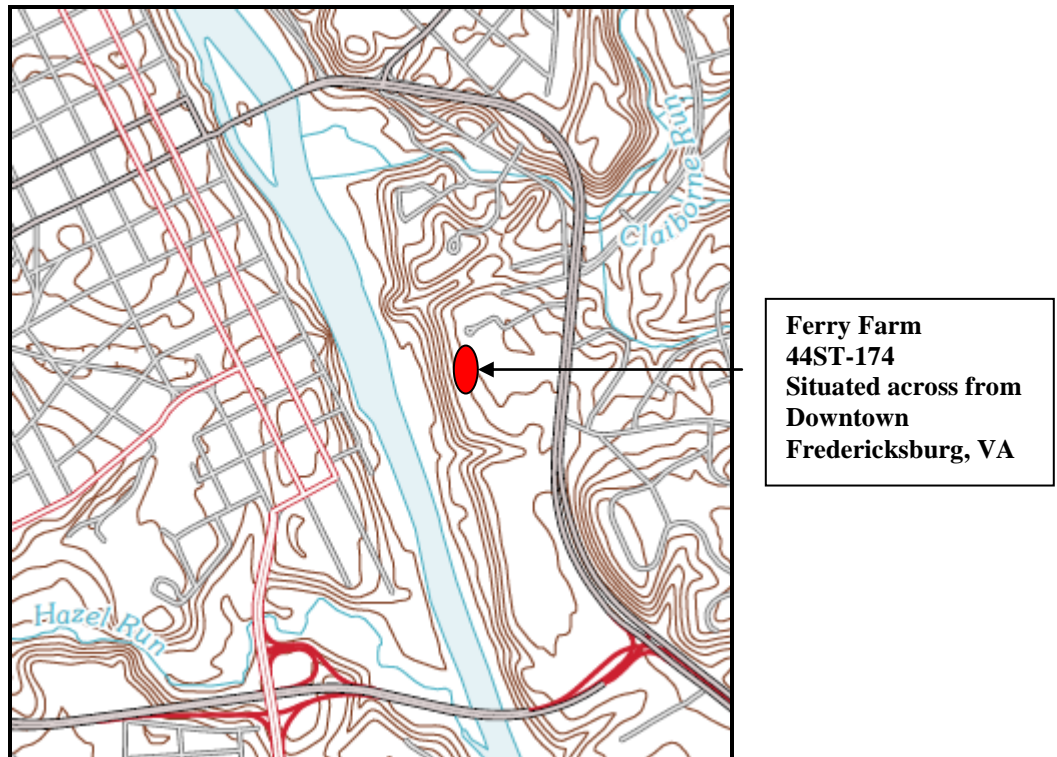 Claiborne Run
Ferry Farm
44ST-174
Situated across from
Downtown
Fredericksburg, VA
Hazel Run